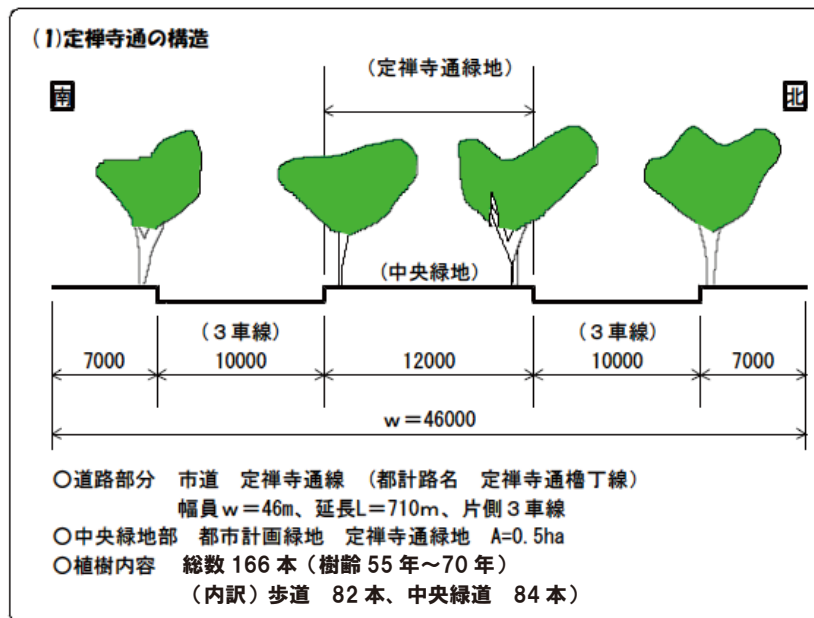 (1)定禅寺通の構造
(定禅寺通緑地)
南
北
(中央緑地)
(3車線)
(3車線)
7000
10000
12000
10000
7000
w=46000
○道路部分 市道 定禅寺通線 (都計路名 定禅寺通櫓丁線)
幅員w=46m、延長L=710m、片側3車線
○中央緑地部 都市計画緑地 定禅寺通緑地 A=0.5ha
○植樹内容 総数166本(樹齢55年~70年)
(内訳)歩道 82本、中央緑道 84本)